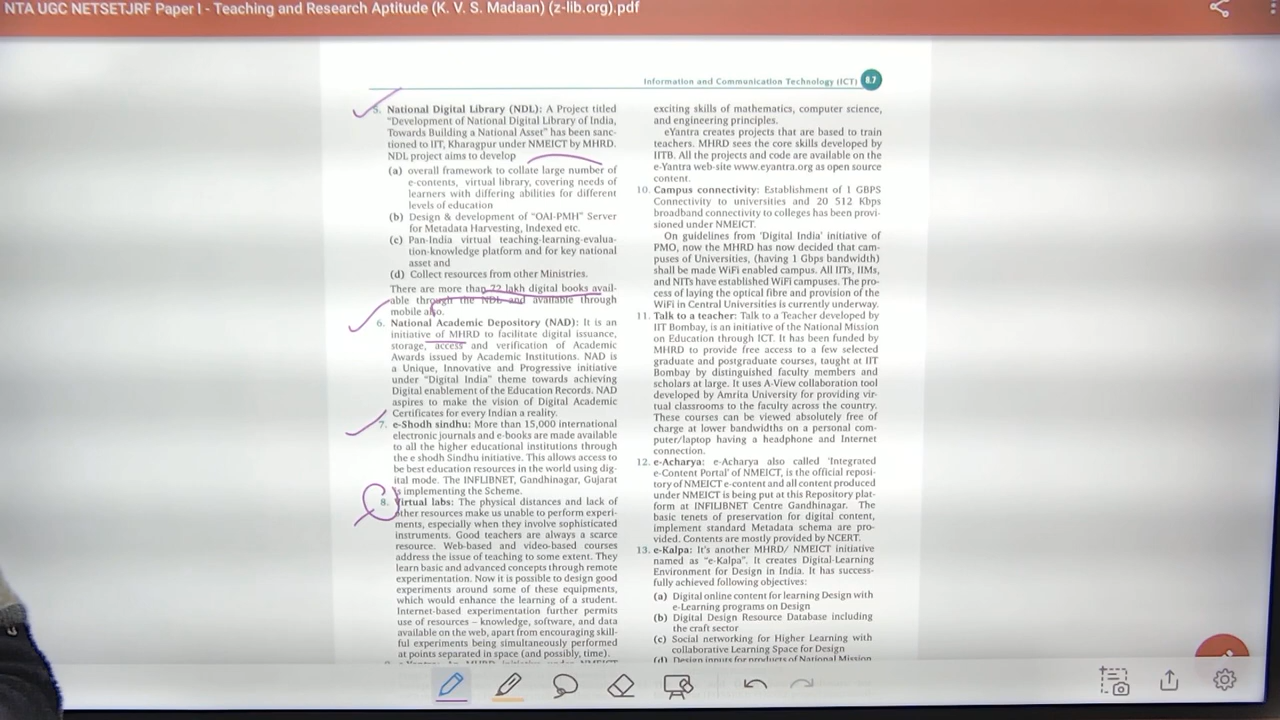 NTA UGC NETSETJRF Paper I - Teaching and Research Aptitude (K. V. S. Madaan) (z-lib.org).pdf
Information and Communication Technology (ICT) 8.7
5. National Digital Library (NDL): A Project titled
"Development of National Digital Library of India,
Towards Building a National Asset" has been sanc-
tioned to IIT, Kharagpur under NMEICT by MHRD.
NDL project aims to develop
(a) overall framework to collate large number of
e-contents, virtual library, covering needs of
learners with differing abilities for different
levels of education
(b) Design & development of "OAI-PMH" Server
for Metadata Harvesting, Indexed etc.
(c) Pan-India virtual teaching-learning-evalua-
tion-knowledge platform and for key national
asset and
(d) Collect resources from other Ministries.
There are more than 22 lakh digital books avail-
able through the NDL and available through
mobile also.
6. National Academic Depository (NAD): It is an
initiative of MHRD to facilitate digital issuance,
storage, access and verification of Academic
Awards issued by Academic Institutions. NAD is
a Unique, Innovative and Progressive initiative
under "Digital India" theme towards achieving
Digital enablement of the Education Records. NAD
aspires to make the vision of Digital Academic
Certificates for every Indian a reality.
7. e-Shodh sindhu: More than 15,000 international
electronic journals and e-books are made available
to all the higher educational institutions through
the e shodh Sindhu initiative. This allows access to
be best education resources in the world using dig-
ital mode. The INFLIBNET, Gandhinagar, Gujarat
is implementing the Scheme.
8. Virtual labs: The physical distances and lack of
other resources make us unable to perform experi-
ments, especially when they involve sophisticated
instruments. Good teachers are always a scarce
resource. Web-based and video-based courses
address the issue of teaching to some extent. They
learn basic and advanced concepts through remote
experimentation. Now it is possible to design good
experiments around some of these equipments,
which would enhance the learning of a student.
Internet-based experimentation further permits
use of resources – knowledge, software, and data
available on the web, apart from encouraging skill-
ful experiments being simultaneously performed
at points separated in space (and possibly, time).
exciting skills of mathematics, computer science,
and engineering principles.
eYantra creates projects that are based to train
teachers. MHRD sees the core skills developed by
IITB. All the projects and code are available on the
e-Yantra web-site www.eyantra.org as open source
content.
10. Campus connectivity: Establishment of 1 GBPS
Connectivity to universities and 20 512 Kbps
broadband connectivity to colleges has been provi-
sioned under NMEICT.
On guidelines from 'Digital India' initiative of
PMO, now the MHRD has now decided that cam-
puses of Universities, (having 1 Gbps bandwidth)
shall be made WiFi enabled campus. All IITs, IIMs,
and NITs have established WiFi campuses. The pro-
cess of laying the optical fibre and provision of the
WiFi in Central Universities is currently underway.
11. Talk to a teacher: Talk to a Teacher developed by
IIT Bombay, is an initiative of the National Mission
on Education through ICT. It has been funded by
MHRD to provide free access to a few selected
graduate and postgraduate courses, taught at IIT
Bombay by distinguished faculty members and
scholars at large. It uses A-View collaboration tool
developed by Amrita University for providing vir-
tual classrooms to the faculty across the country.
These courses can be viewed absolutely free of
charge at lower bandwidths on a personal com-
puter/laptop having a headphone and Internet
connection.
12. e-Acharya: e-Acharya also called 'Integrated
e-Content Portal' of NMEICT, is the official reposi-
tory of NMEICT e-content and all content produced
under NMEICT is being put at this Repository plat-
form at INFILIBNET Centre Gandhinagar. The
basic tenets of preservation for digital content,
implement standard Metadata schema are pro-
vided. Contents are mostly provided by NCERT.
13. e-Kalpa: It's another MHRD/ NMEICT initiative
named as "e-Kalpa". It creates Digital-Learning
Environment for Design in India. It has success-
fully achieved following objectives:
(a) Digital online content for learning Design with
e-Learning programs on Design
(b) Digital Design Resource Database including
the craft sector
(c) Social networking for Higher Learning with
collaborative Learning Space for Design
(d) Design inputs for products of National Mission